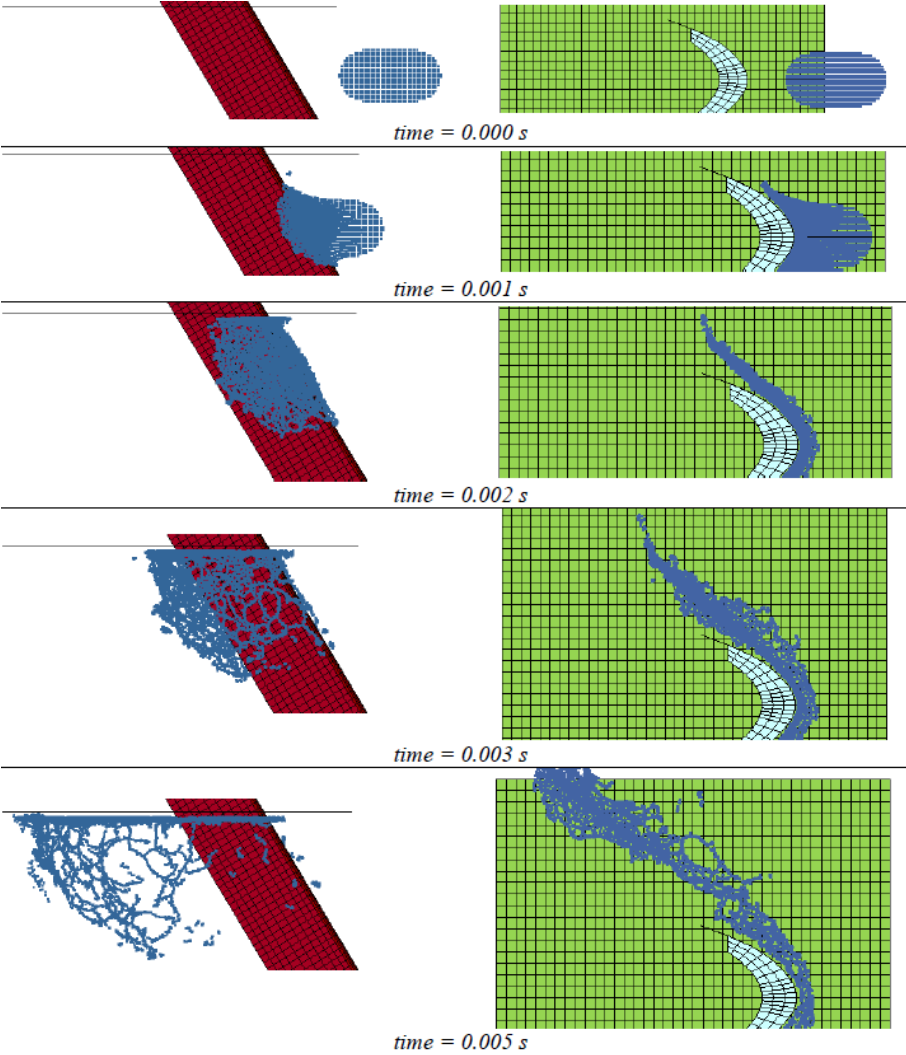 time = 0.000 s
time = 0.001 s
time = 0.002 s
time = 0.003 s
time = 0.005 s